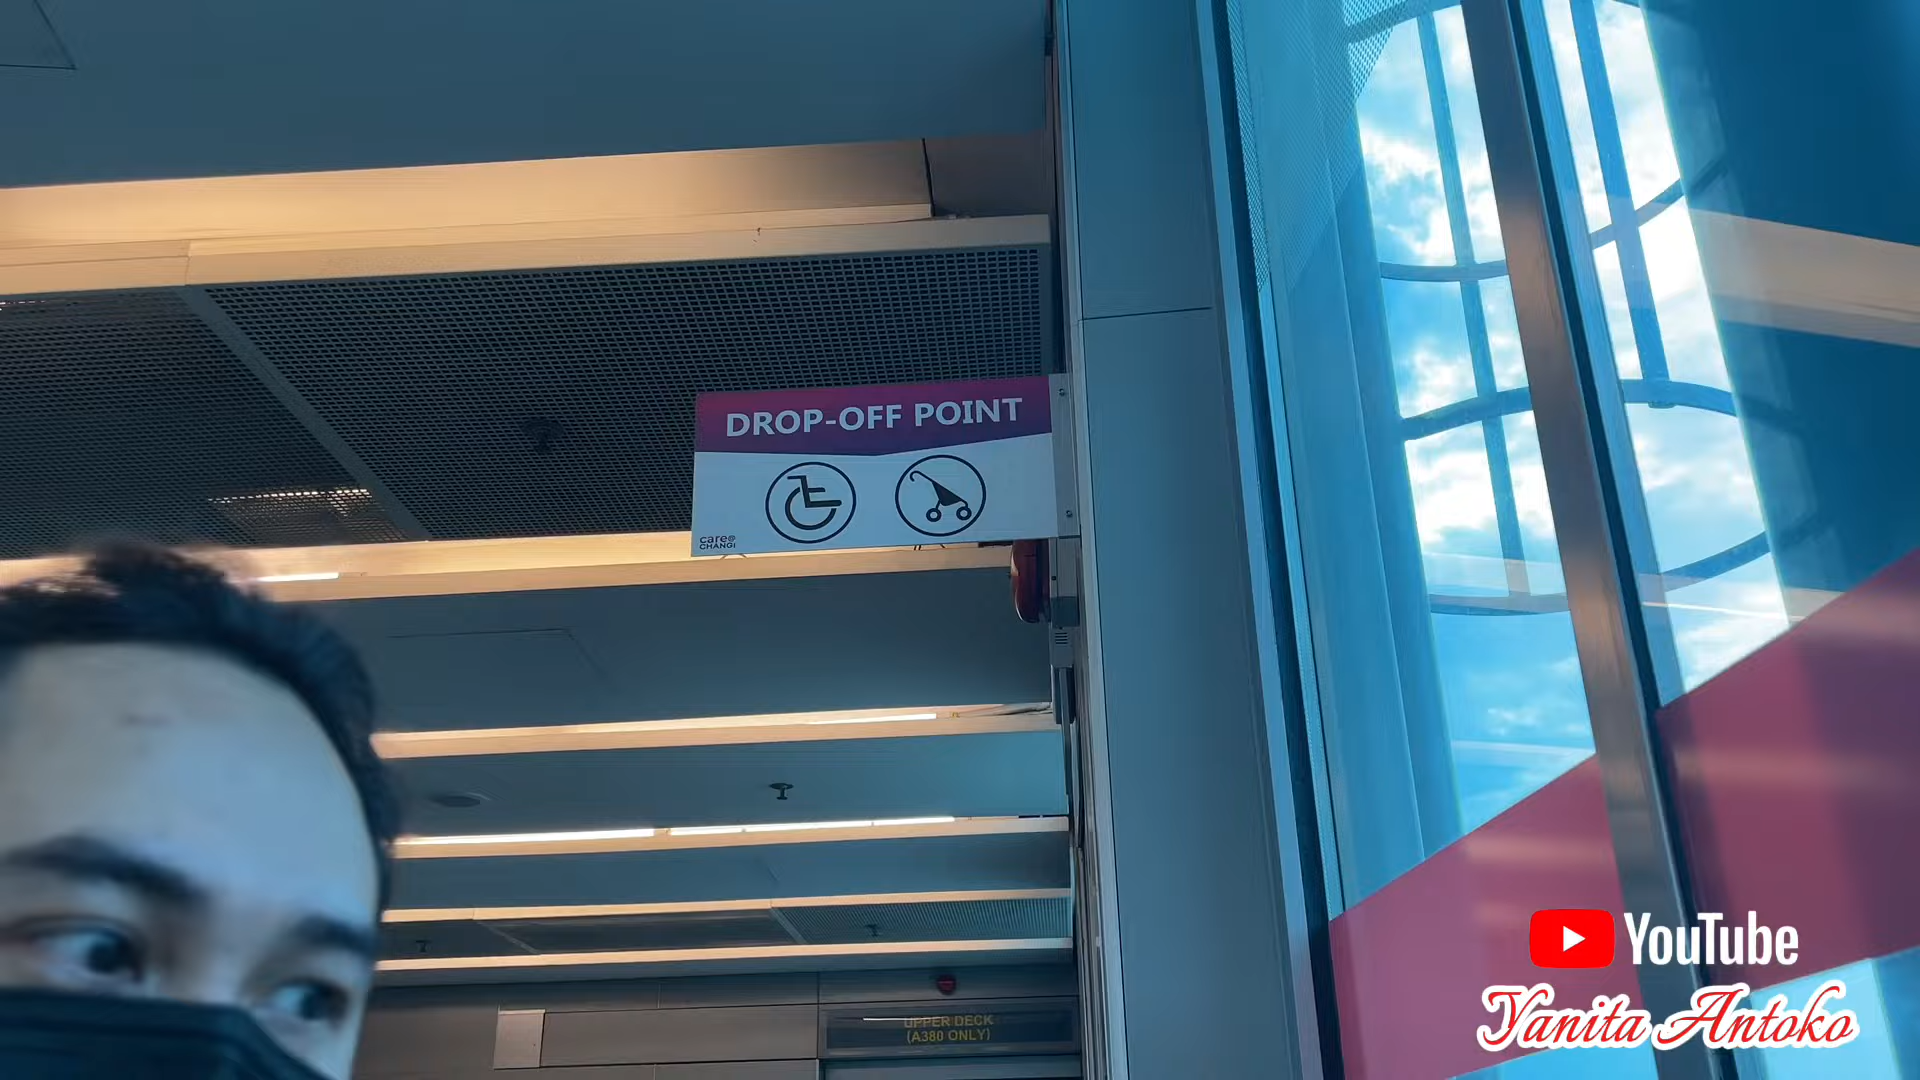 DROP-OFF POINT
care@
CHANGI
UPPER DECK
(A380 ONLY)
YouTube
Yanita Antoko